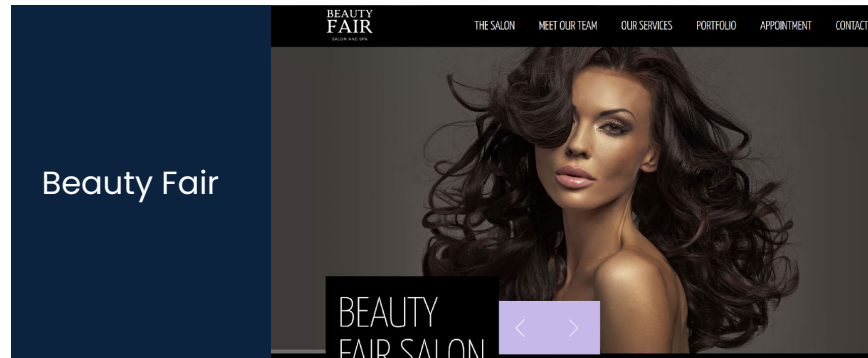 Beauty Fair
BEAUTY
FAIR
SALON AND SPA
THE SALON MEET OUR TEAM OUR SERVICES PORTFOLIO APPOINTMENT CONTACT
BEAUTY
FAIR SALON